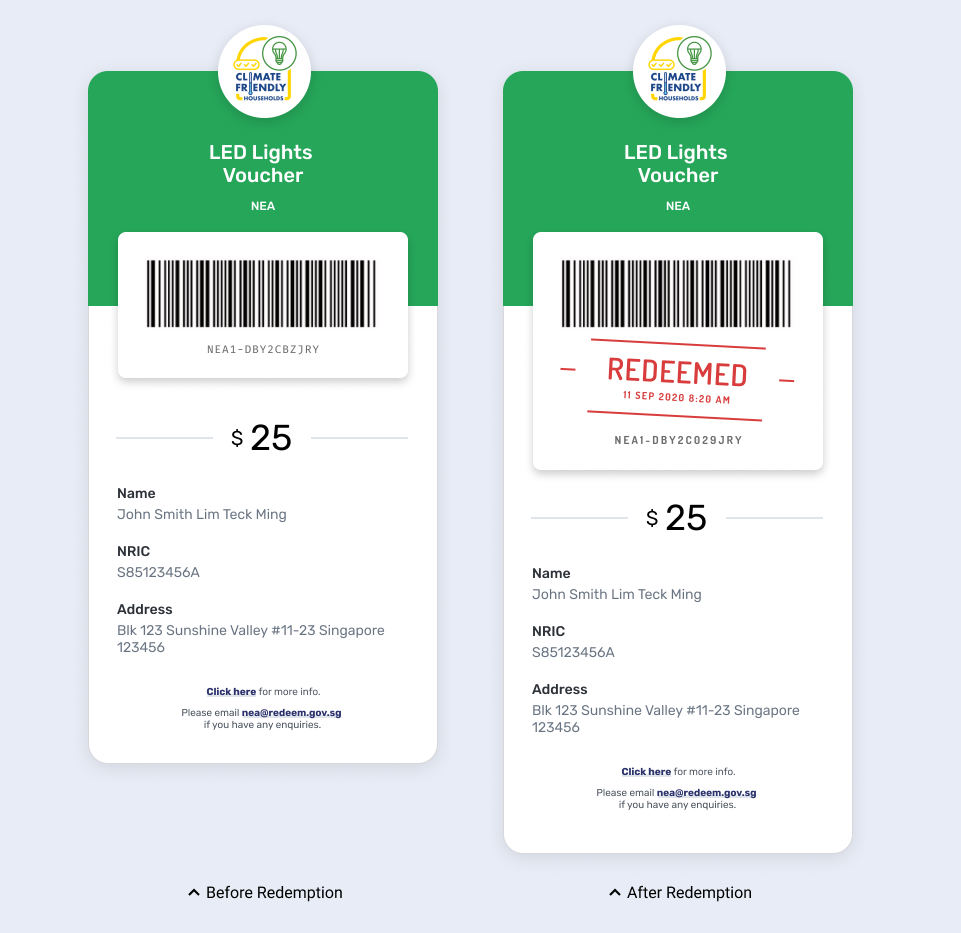 CLIMATE
FRIENDLY
HOUSEHOLDS
LED Lights
Voucher
NEA
NEA1-DBY2CBZJRY
$ 25
Name
John Smith Lim Teck Ming
NRIC
S85123456A
Address
Blk 123 Sunshine Valley #11-23 Singapore
123456
Click here for more info.
Please email nea@redeem.gov.sg
if you have any enquiries.
Before Redemption
CLIMATE
FRIENDLY
HOUSEHOLDS
LED Lights
Voucher
NEA
REDEEMED
11 SEP 2020 8:20 AM
NEA1-DBY2C029JRY
$ 25
Name
John Smith Lim Teck Ming
NRIC
S85123456A
Address
Blk 123 Sunshine Valley #11-23 Singapore
123456
Click here for more info.
Please email nea@redeem.gov.sg
if you have any enquiries.
After Redemption